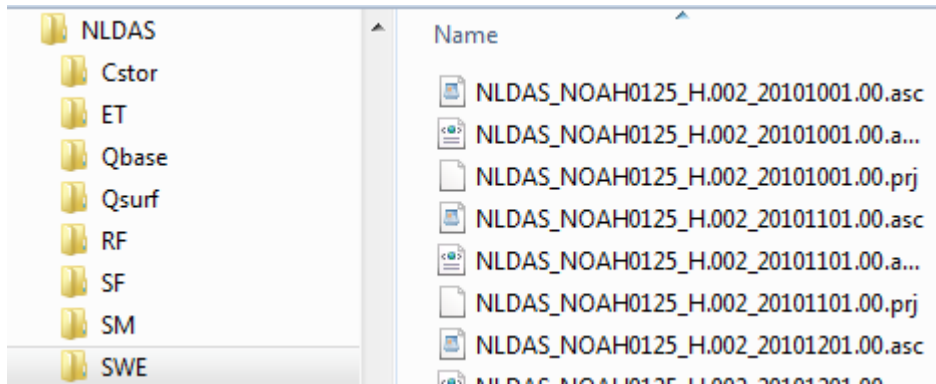 NLDAS
Cstor
ET
Qbase
Qsurf
RF
SF
SM
SWE
Name
NLDAS_NOAH0125_H.002_20101001.00.asc
NLDAS_NOAH0125_H.002_20101001.00.a...
NLDAS_NOAH0125_H.002_20101001.00.prj
NLDAS_NOAH0125_H.002_20101101.00.asc
NLDAS_NOAH0125_H.002_20101101.00.a...
NLDAS_NOAH0125_H.002_20101101.00.prj
NLDAS_NOAH0125_H.002_20101201.00.asc